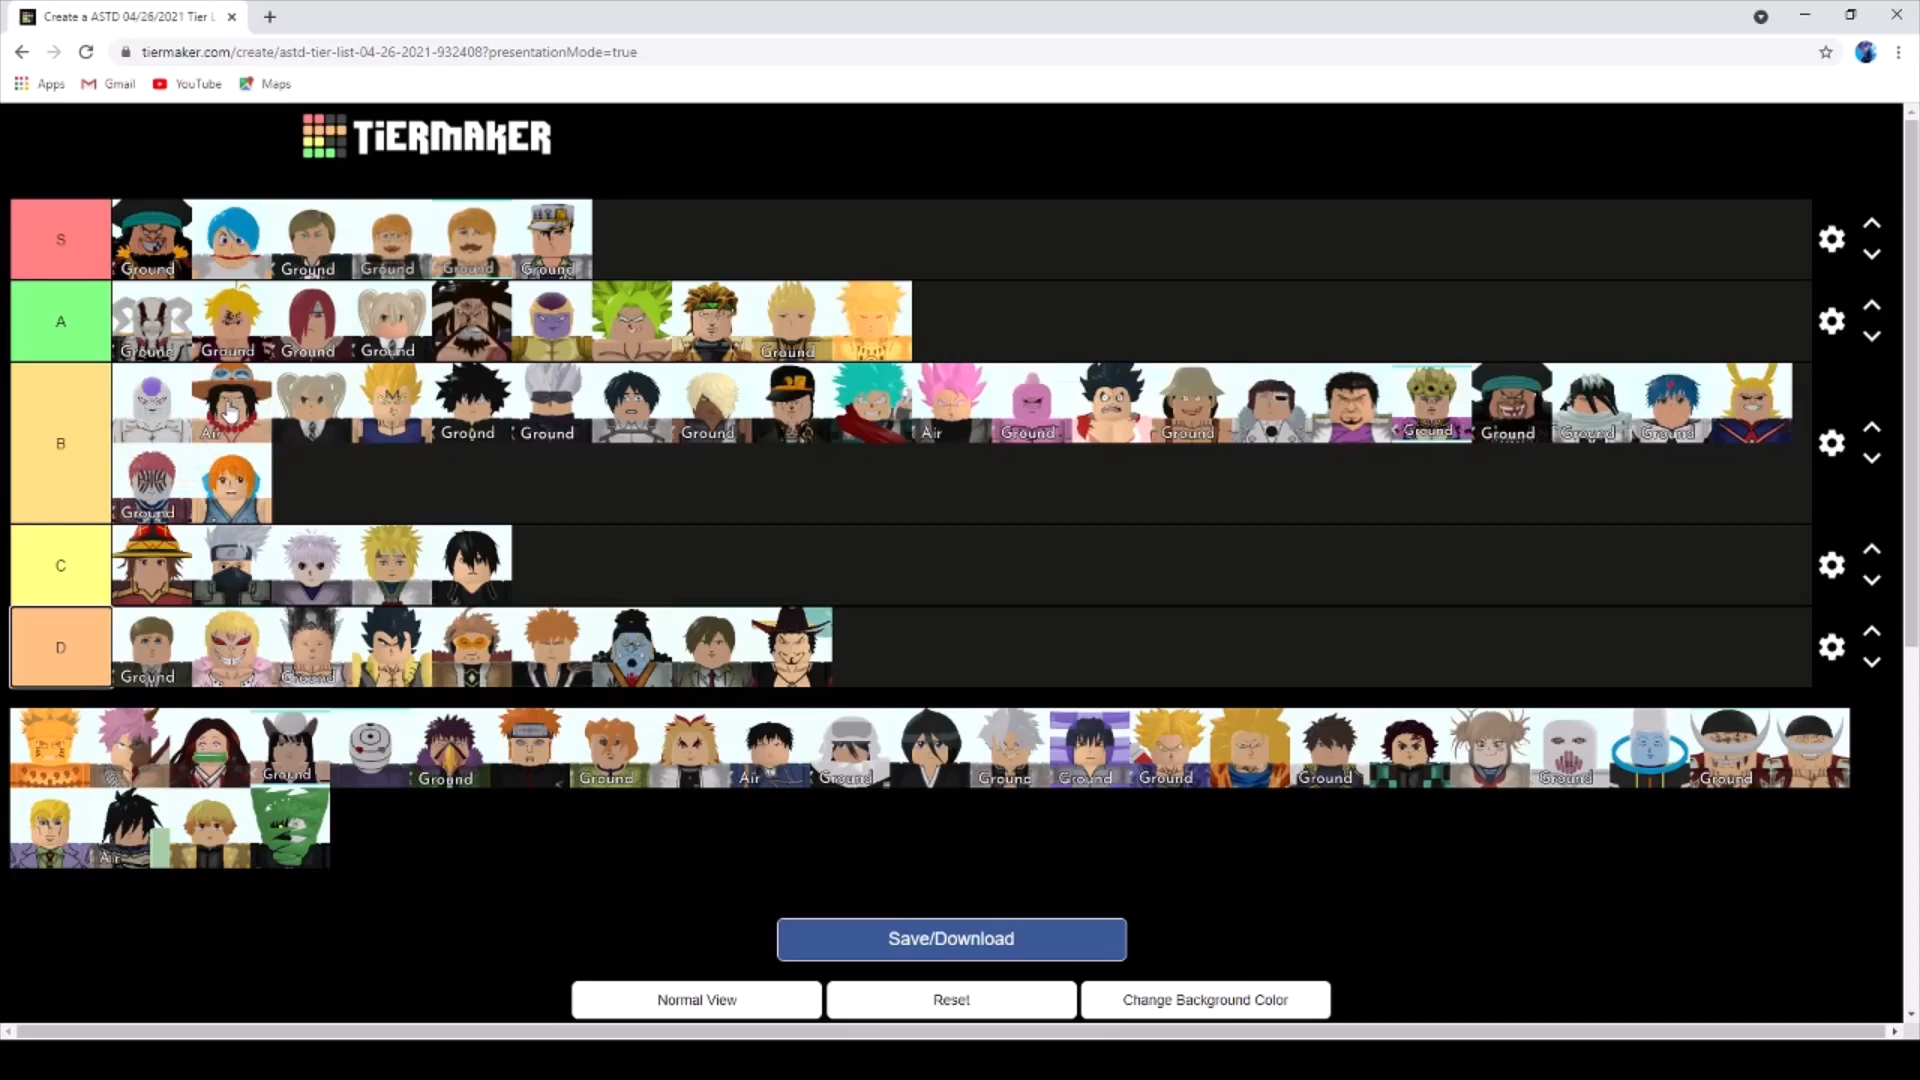 Create a ASTD 04/26/2021 Tier L
tiermaker.com/create/astd-tier-list-04-26-2021-932408?presentationMode=true
Apps Gmail YouTube Maps
TiERMAKER
S
Ground Ground Ground Ground Ground
A
Ground Ground Ground Ground Ground
B
Air Ground Ground Ground Air Ground Ground Ground Ground Ground Ground
Ground
C
D
Ground Ground
Ground Ground Ground Air Ground Ground Ground Ground Ground Ground Ground
Air
Save/Download
Normal View Reset Change Background Color